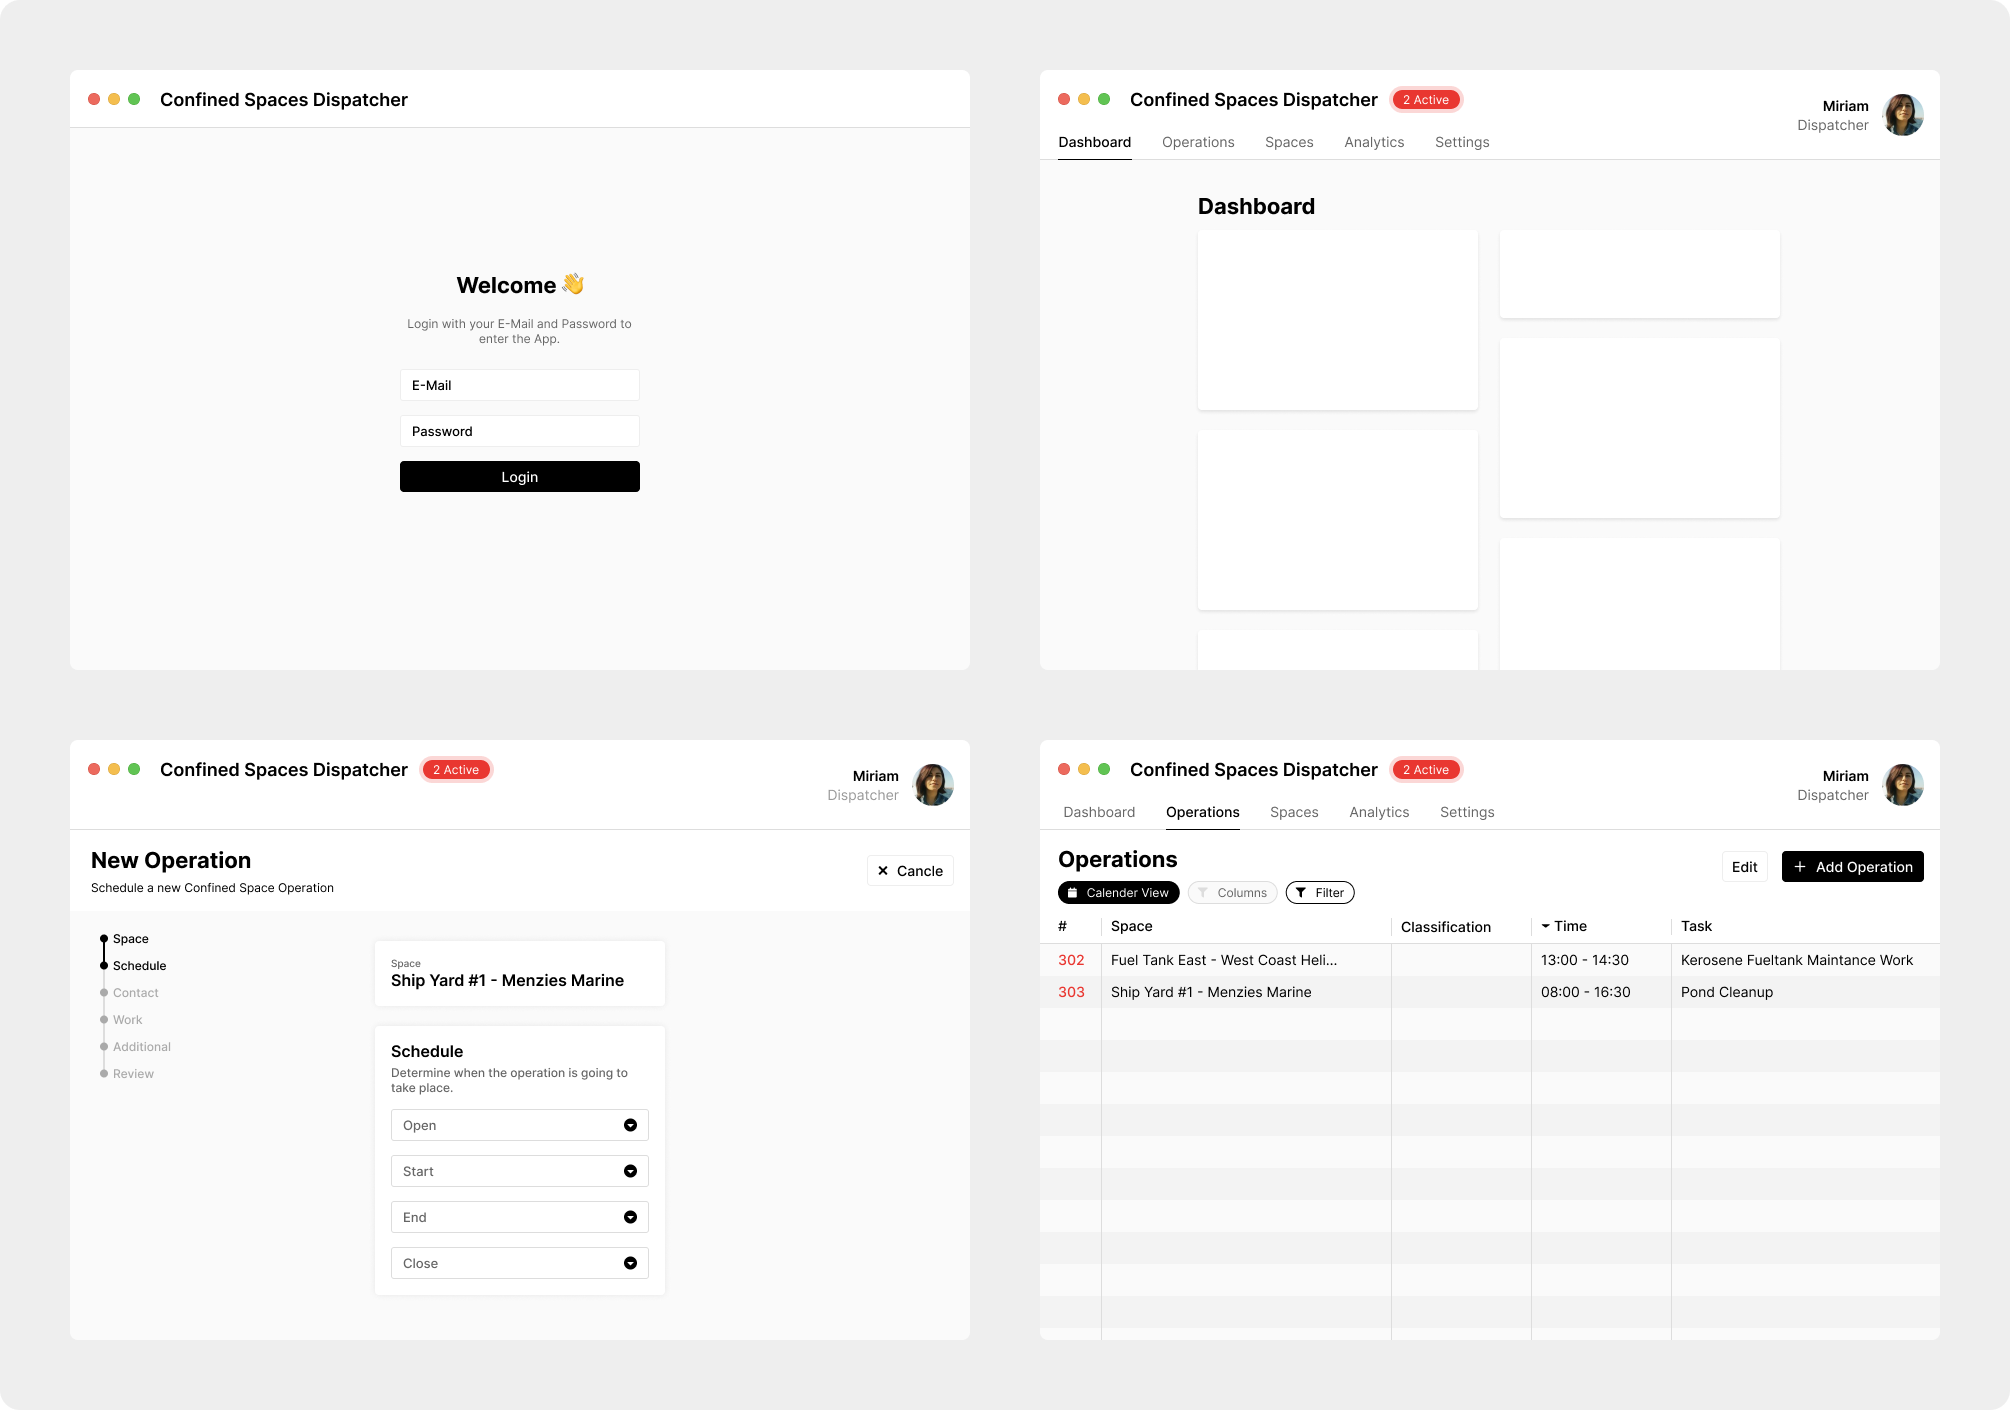 Confined Spaces Dispatcher
Welcome 👋
Login with your E-Mail and Password to
enter the App.
E-Mail
Password
Login
Confined Spaces Dispatcher 2 Active
Miriam
Dispatcher
Dashboard Operations Spaces Analytics Settings
Dashboard
Confined Spaces Dispatcher 2 Active
Miriam
Dispatcher
New Operation
Schedule a new Confined Space Operation
Cancle
Space
Schedule
Contact
Work
Additional
Review
Space
Ship Yard #1 - Menzies Marine
Schedule
Determine when the operation is going to
take place.
Open
Start
End
Close
Confined Spaces Dispatcher 2 Active
Miriam
Dispatcher
Dashboard Operations Spaces Analytics Settings
Operations
Edit + Add Operation
Calender View Columns Filter
# Space Classification Time Task
302 Fuel Tank East - West Coast Heli... 13:00 - 14:30 Kerosene Fueltank Maintance Work
303 Ship Yard #1 - Menzies Marine 08:00 - 16:30 Pond Cleanup